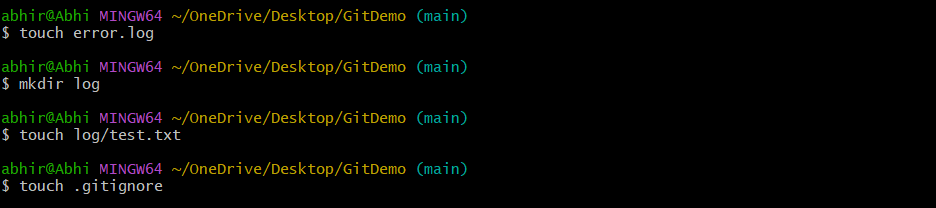 abhir@Abhi MINGW64 ~/OneDrive/Desktop/GitDemo (main)
$ touch error.log
abhir@Abhi MINGW64 ~/OneDrive/Desktop/GitDemo (main)
$ mkdir log
abhir@Abhi MINGW64 ~/OneDrive/Desktop/GitDemo (main)
$ touch log/test.txt
abhir@Abhi MINGW64 ~/OneDrive/Desktop/GitDemo (main)
$ touch .gitignore